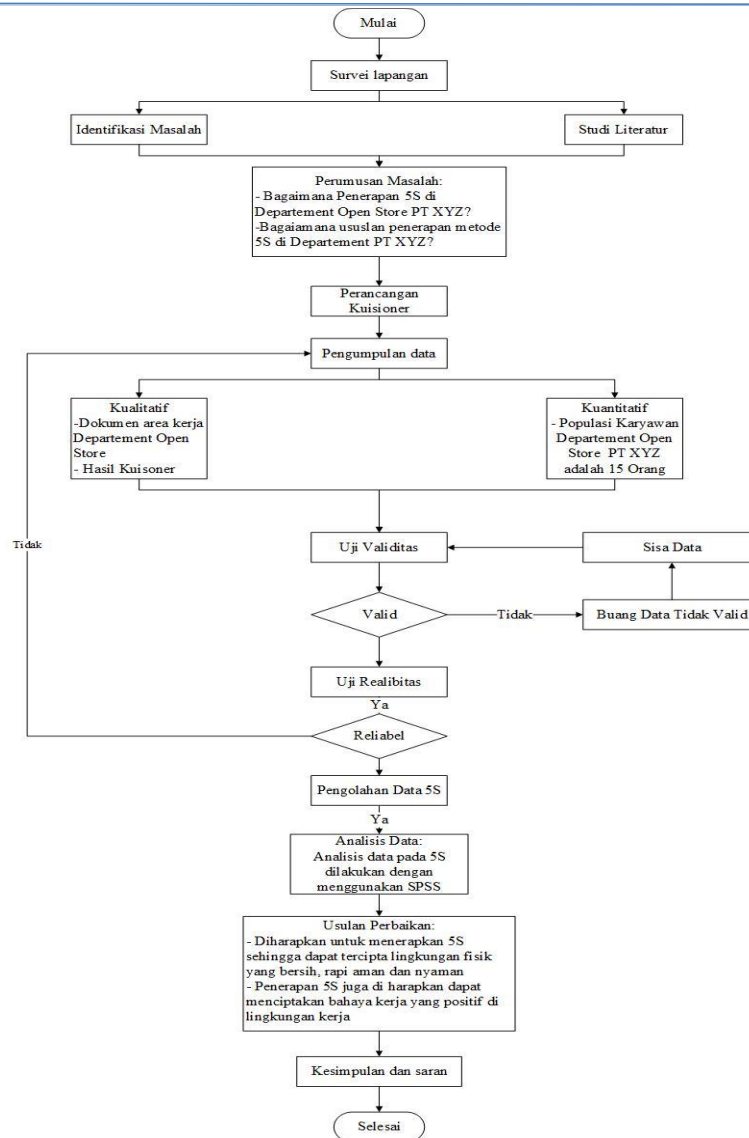 Mulai
Survei lapangan
Identifikasi Masalah
Studi Literatur
Perumusan Masalah:
- Bagaimana Penerapan 5S di
Departement Open Store PT XYZ?
-Bagaiamana ususlan penerapan metode
5S di Departement PT XYZ?
Perancangan
Kuisioner
Pengumpulan data
Kualitatif
-Dokumen area kerja
Departement Open
Store
- Hasil Kuisoner
Kuantitatif
- Populasi Karyawan
Departement Open
Store PT XYZ
adalah 15 Orang
Tidak
Uji Validitas
Sisa Data
Valid
Tidak
Buang Data Tidak Valid
Uji Realibitas
Ya
Reliabel
Pengolahan Data 5S
Ya
Analisis Data:
Analisis data pada 5S
dilakukan dengan
menggunakan SPSS
Usulan Perbaikan:
- Diharapkan untuk menerapkan 5S
sehingga dapat tercipta lingkungan fisik
yang bersih, rapi aman dan nyaman
- Penerapan 5S juga di harapkan dapat
menciptakan bahaya kerja yang positif di
lingkungan kerja
Kesimpulan dan saran
Selesai